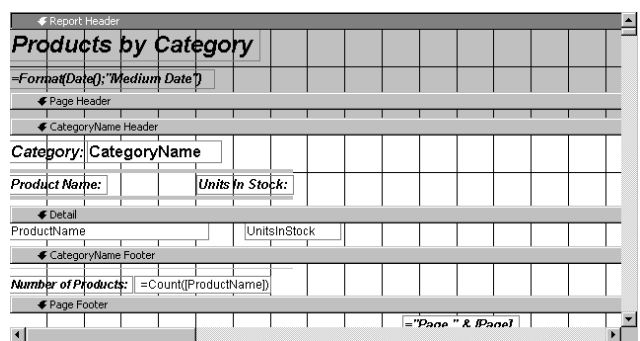 Report Header
Products by Category
=Format(Date();"Medium Date")
Page Header
CategoryName Header
Category: CategoryName
Product Name: Units In Stock:
Detail
ProductName UnitsInStock
CategoryName Footer
Number of Products: =Count([ProductName])
Page Footer
="Page " & [Page]